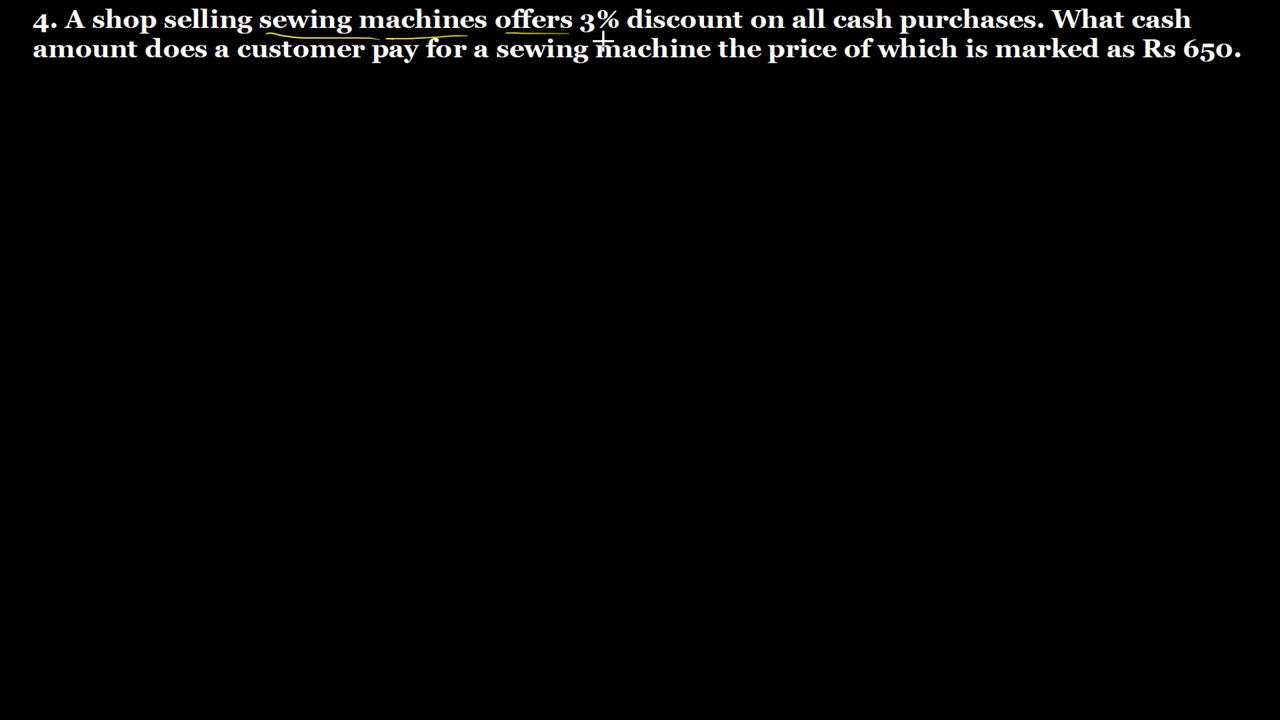 4. A shop selling sewing machines offers 3% discount on all cash purchases. What cash
amount does a customer pay for a sewing machine the price of which is marked as Rs 650.